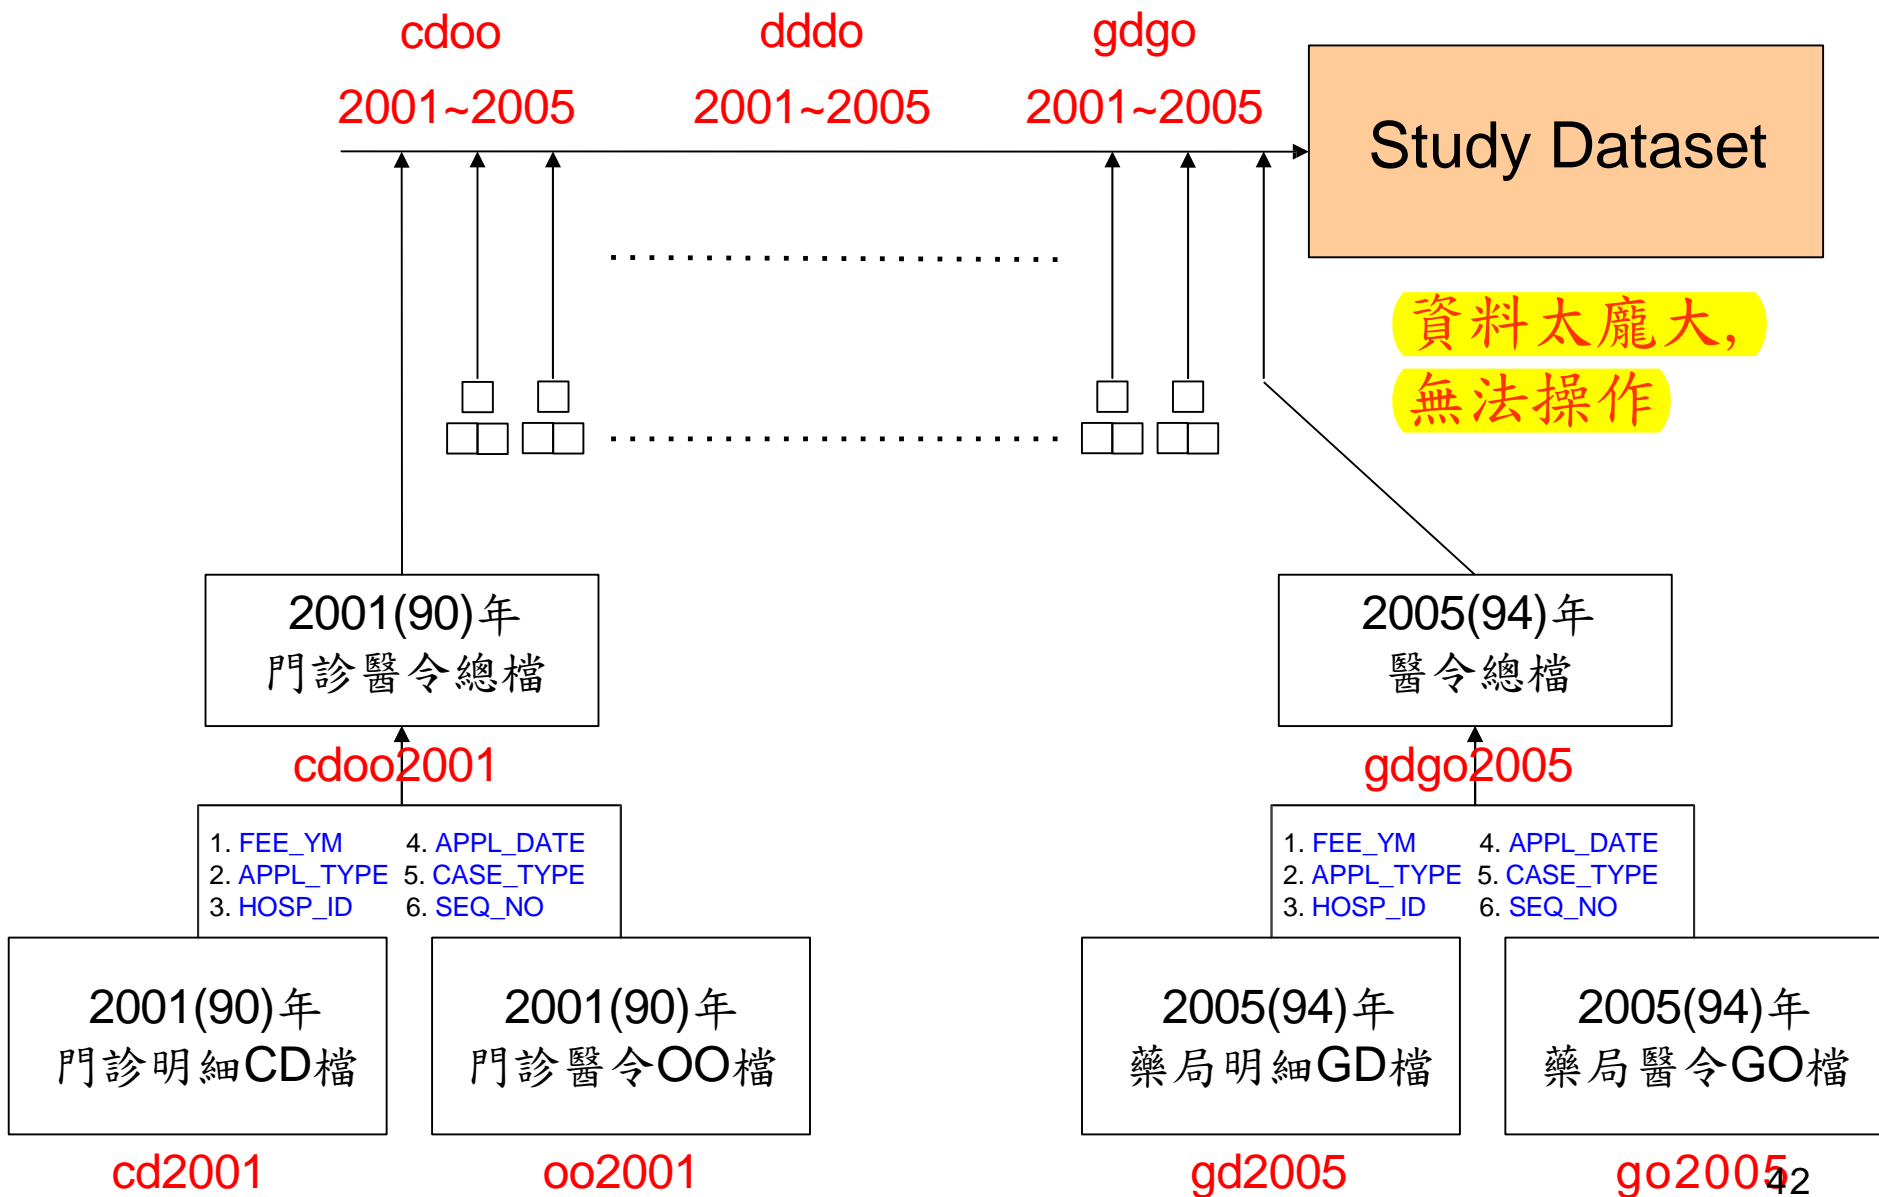 cdoo dddo gdgo
2001~2005 2001~2005 2001~2005
Study Dataset
資料太龐大,
無法操作
2001(90)年
門診醫令總檔
cdoo2001
1. FEE_YM 4. APPL_DATE
2. APPL_TYPE 5. CASE_TYPE
3. HOSP_ID 6. SEQ_NO
2001(90)年
門診明細CD檔
cd2001
2001(90)年
門診醫令OO檔
oo2001
2005(94)年
醫令總檔
gdgo2005
1. FEE_YM 4. APPL_DATE
2. APPL_TYPE 5. CASE_TYPE
3. HOSP_ID 6. SEQ_NO
2005(94)年
藥局明細GD檔
gd2005
2005(94)年
藥局醫令GO檔
go2005
42